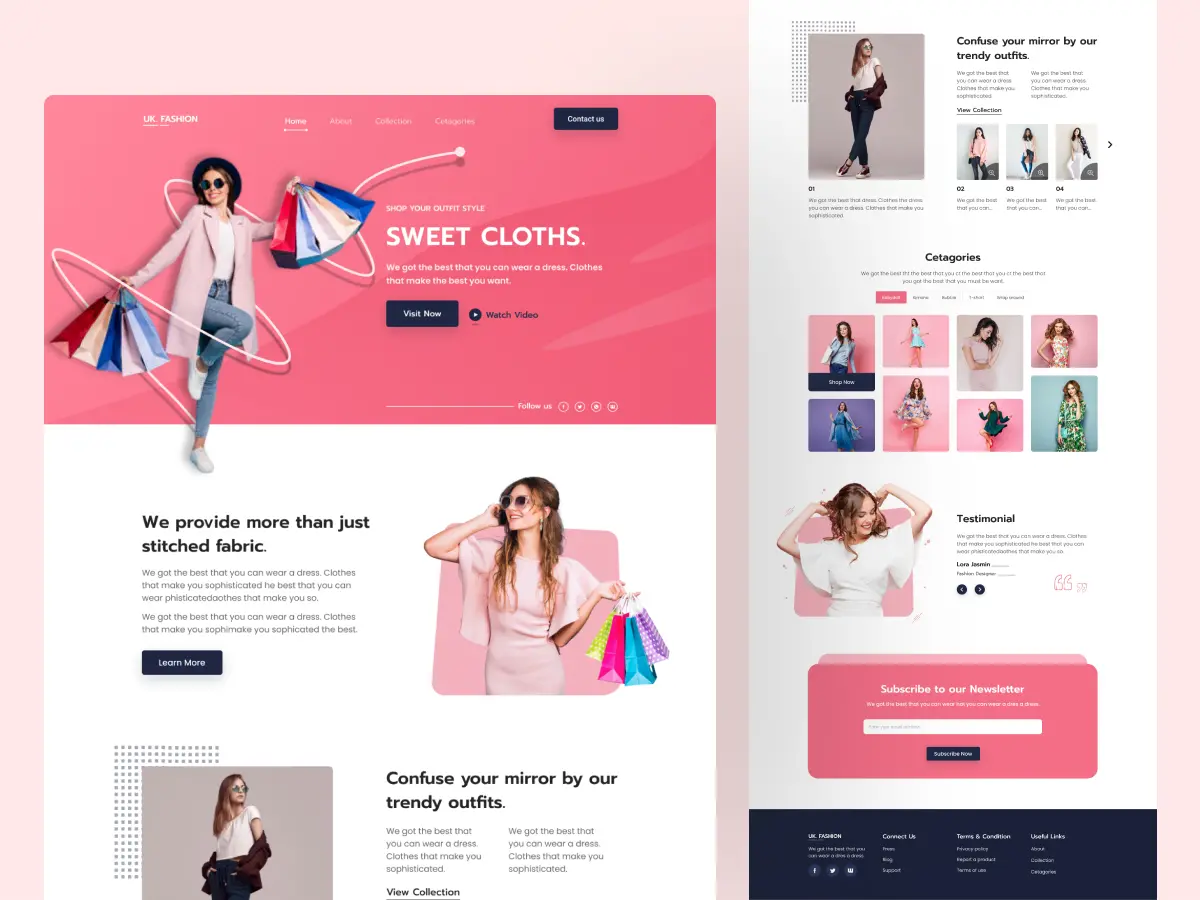 UK. FASHION
Home
About
Collection
Cetagories
Contact us
SHOP YOUR OUTFIT STYLE
SWEET CLOTHS.
We got the best that you can wear a dress. Clothes
that make the best you want.
Visit Now
Watch Video
Follow us
We provide more than just
stitched fabric.
We got the best that you can wear a dress. Clothes
that make you sophisticated he best that you can
wear phisticatedaothes that make you so.
We got the best that you can wear a dress. Clothes
that make you sophimake you sophicated the best.
Learn More
Confuse your mirror by our
trendy outfits.
We got the best that
you can wear a dress.
Clothes that make you
sophisticated.
We got the best that
you can wear a dress.
Clothes that make you
sophisticated.
View Collection
Confuse your mirror by our
trendy outfits.
We got the best that
you can wear a dress.
Clothes that make you
sophisticated.
We got the best that
you can wear a dress.
Clothes that make you
sophisticated.
View Collection
01
We got the best that dress. Clothes the dress.
you can wear a dress. Clothes that make you
sophisticated.
02
We got the best
that you can...
03
We got the best
that you can...
04
We got the best
that you can...
Cetagories
We got the best tht the best that you ct the best that you ct the best that
you got the best that you must be want.
T-shirt
Wrap around
Shop Now
Testimonial
We got the best that you can wear a dress. Clothes
that make you sophisticated he best that you can
wear phisticatedaothes that make you so.
Lora Jasmin
Fashion Designer
Subscribe to our Newsletter
We got the best that you can wear hat you can wear a dres a dress.
Subscribe Now
UK. FASHION
We got the best that you
can wear a dres a dress.
Connect Us
Blog
Support
Terms & Condition
Privacy policy
Report a product
Terms of use
Useful Links
About
Collection
Cetagories